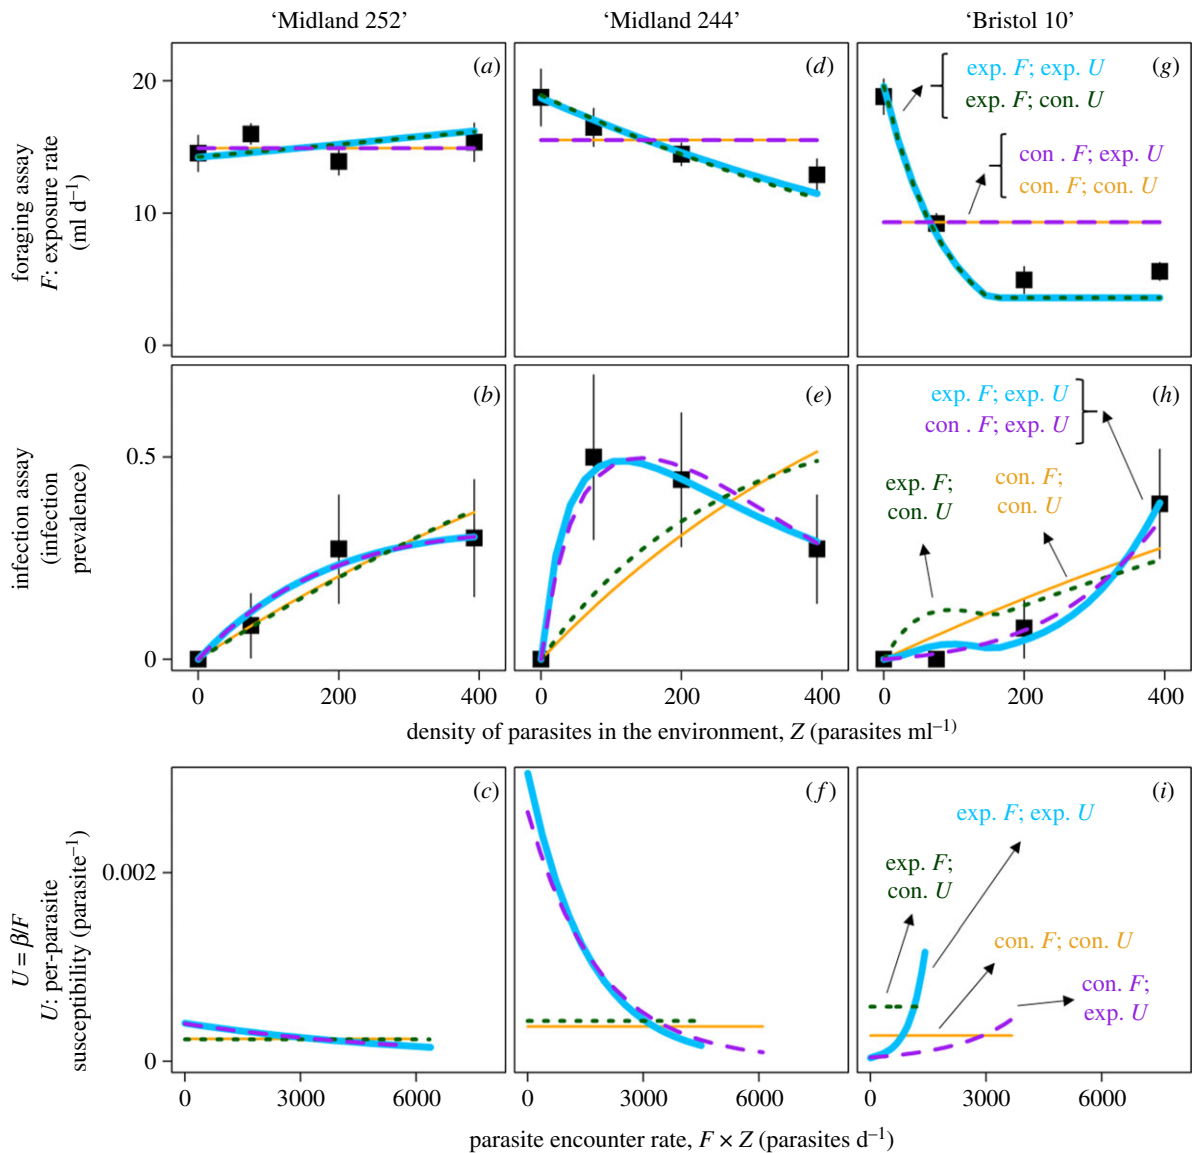 ‘Midland 252’
‘Midland 244’
‘Bristol 10’
foraging assay
F: exposure rate
(ml d⁻¹)
20
10
0
(a)
(d)
(g)
exp. F; exp. U
exp. F; con. U
con . F; exp. U
con. F; con. U
infection assay
(infection
prevalence)
0.5
0
(b)
(e)
(h)
exp. F; exp. U
con . F; exp. U
exp. F;
con. U
con. F;
con. U
0 200 400
0 200 400
0 200 400
density of parasites in the environment, Z (parasites ml⁻¹)
U = β/F
U: per-parasite
susceptibility (parasite⁻¹)
0.002
0
(c)
(f)
(i)
exp. F; exp. U
exp. F;
con. U
con. F; con. U
con. F;
exp. U
0 3000 6000
0 3000 6000
0 3000 6000
parasite encounter rate, F × Z (parasites d⁻¹)